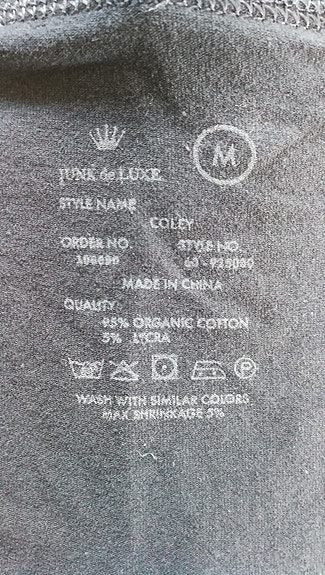 M
JUNK de LUXE
STYLE NAME
COLEY
ORDER NO. STYLE NO.
MADE IN CHINA
QUALITY
95% ORGANIC COTTON
5% LYCRA
P
WASH WITH SIMILAR COLORS
MAX SHRINKAGE 5%